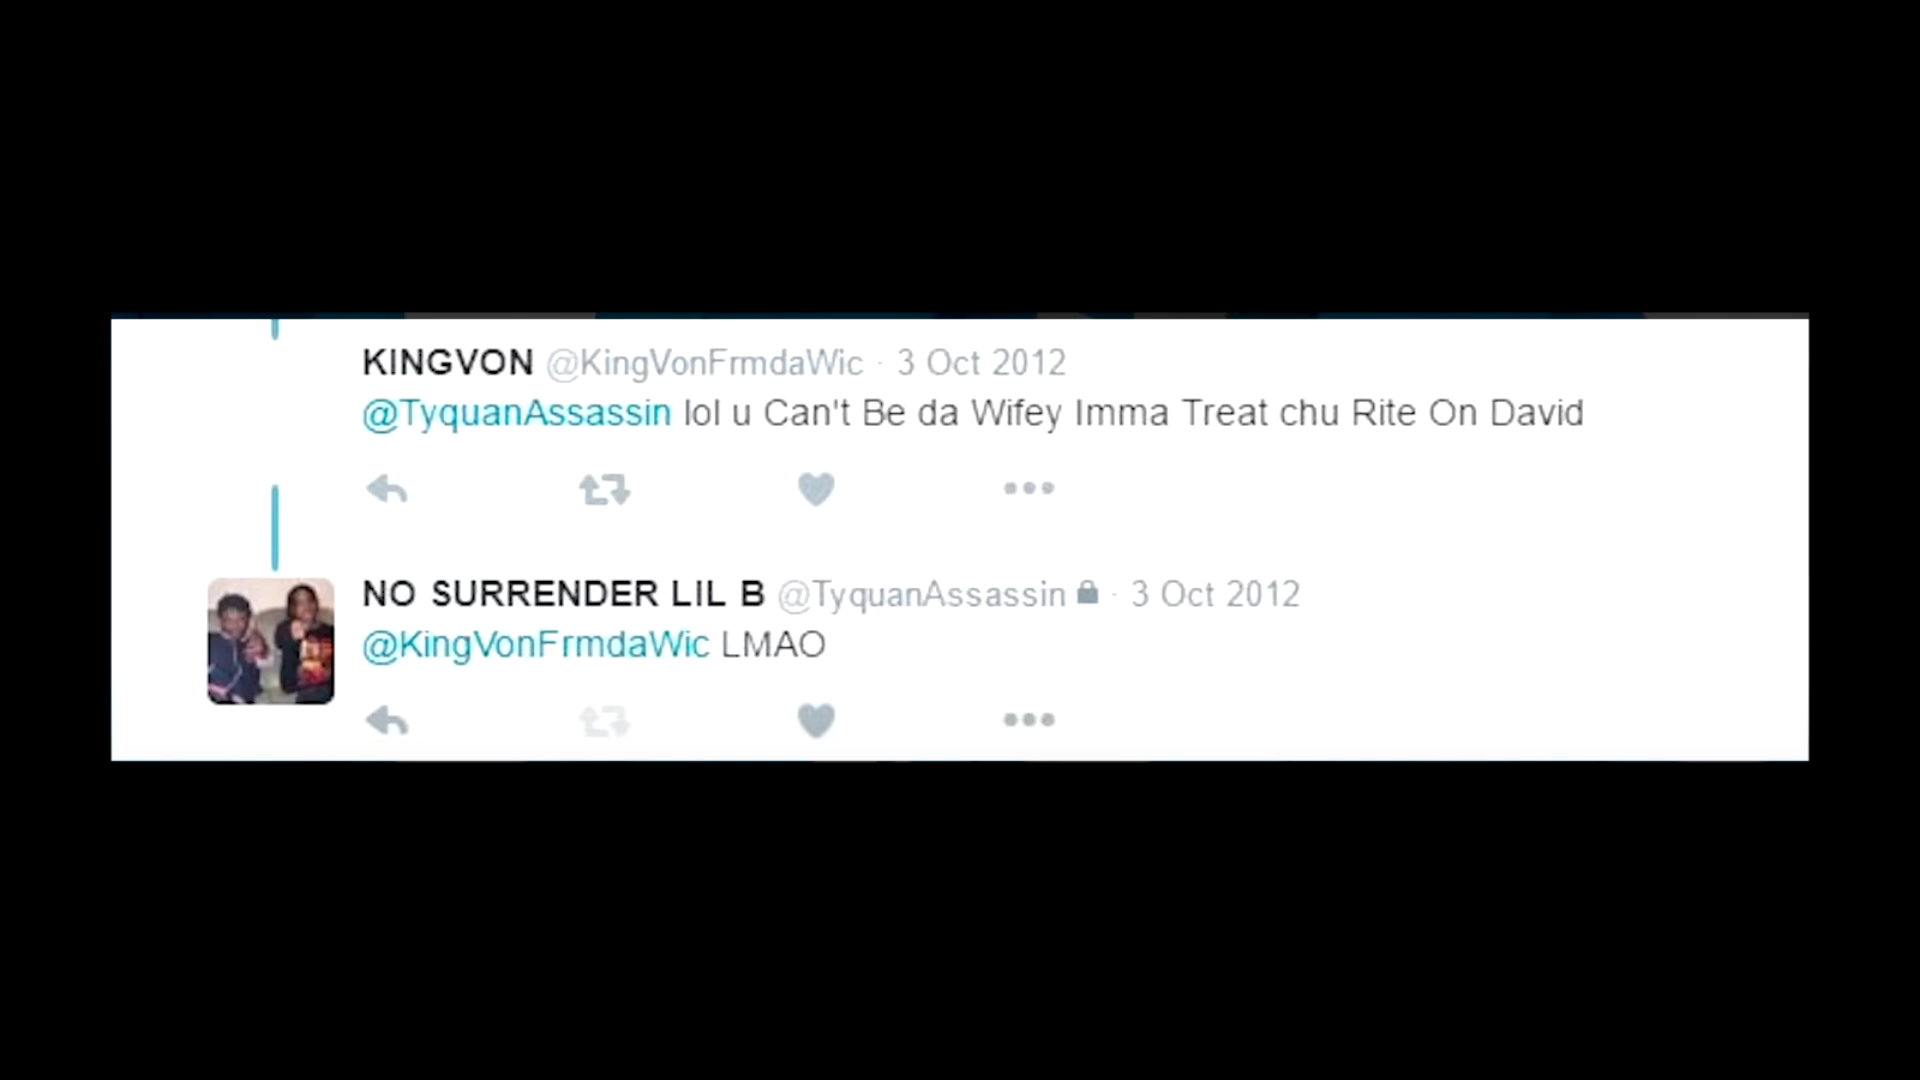 KINGVON @KingVonFrmdaWic · 3 Oct 2012
@TyquanAssassin lol u Can't Be da Wifey Imma Treat chu Rite On David
NO SURRENDER LIL B @TyquanAssassin · 3 Oct 2012
@KingVonFrmdaWic LMAO